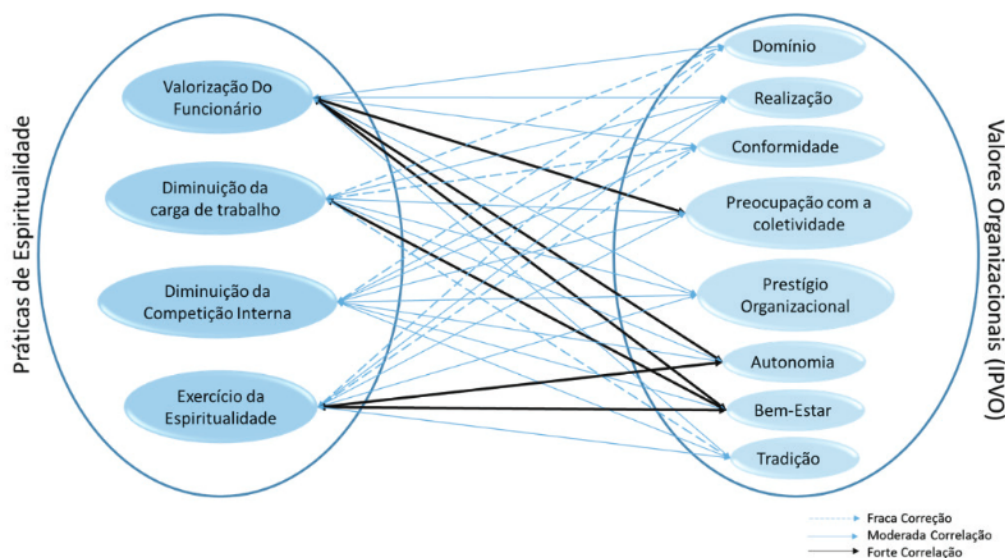 Práticas de Espiritualidade
Valorização Do
Funcionário
Diminuição da
carga de trabalho
Diminuição da
Competição Interna
Exercício da
Espiritualidade
Domínio
Realização
Conformidade
Preocupação com a
coletividade
Prestígio
Organizacional
Autonomia
Bem-Estar
Tradição
Valores Organizacionais (IPVO)
Fraca Correção
Moderada Correlação
Forte Correlação